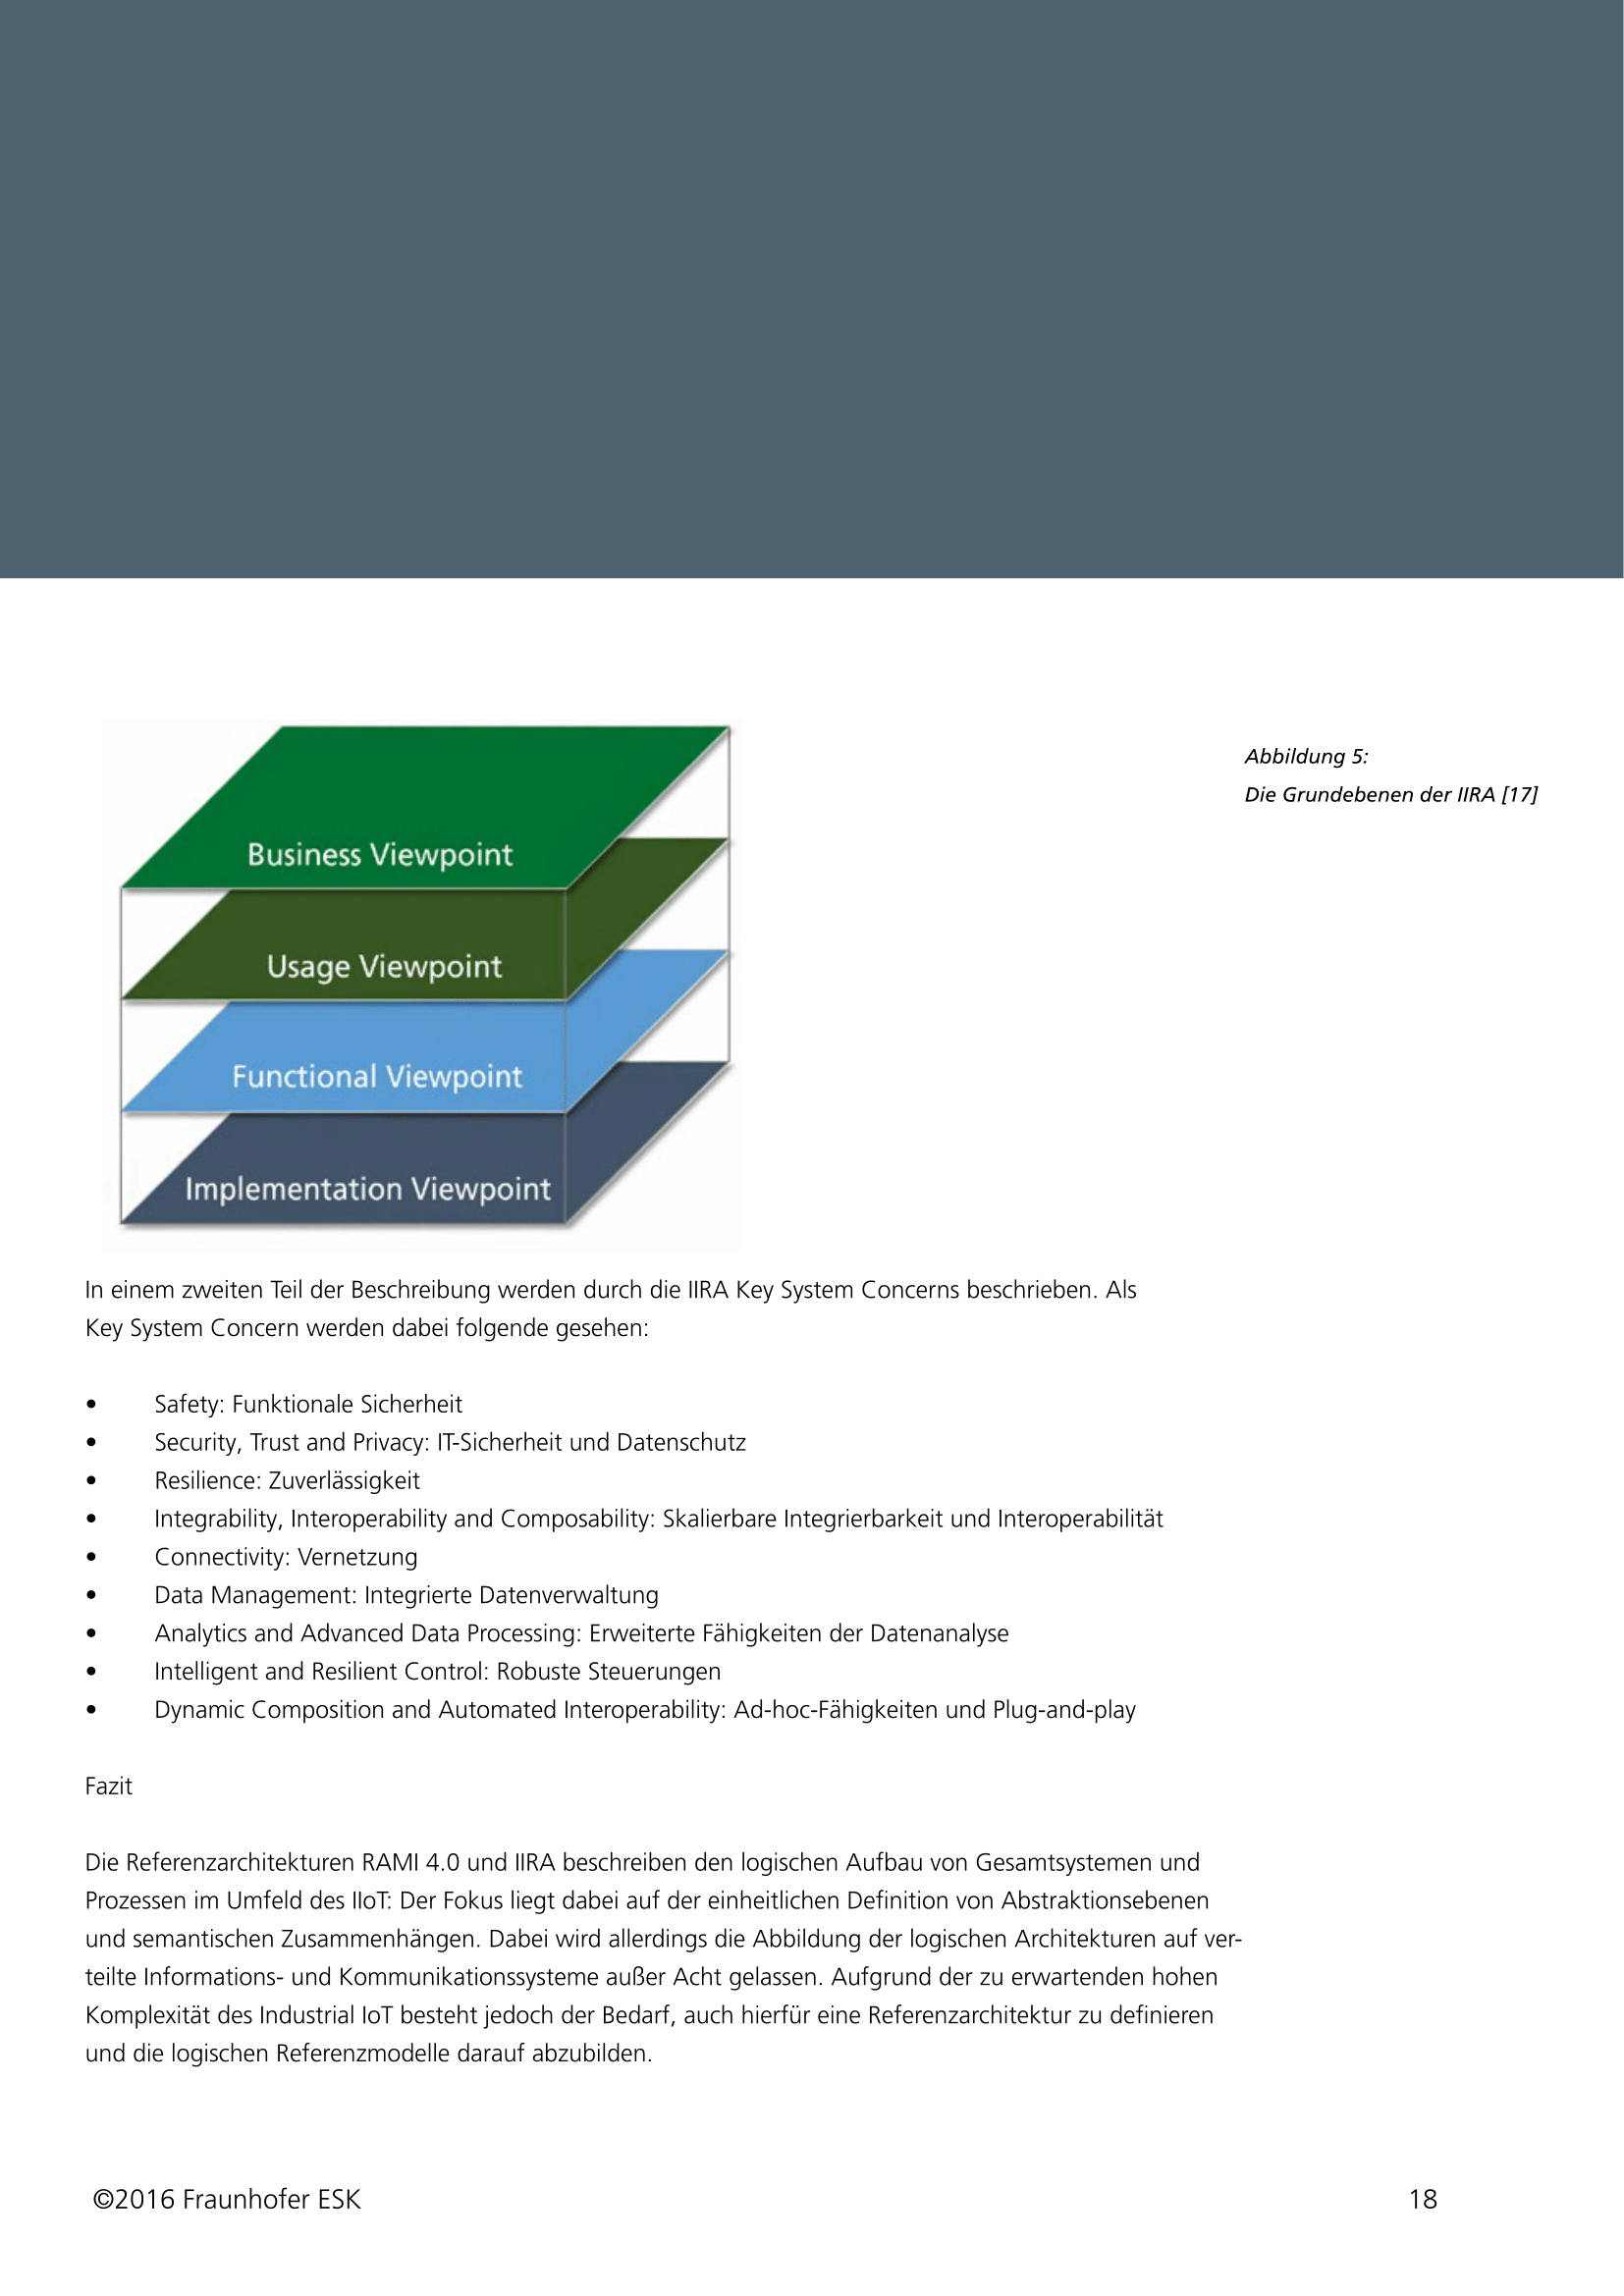 Business Viewpoint
Usage Viewpoint
Functional Viewpoint
Implementation Viewpoint
Abbildung 5:
Die Grundebenen der IIRA [17]
In einem zweiten Teil der Beschreibung werden durch die IIRA Key System Concerns beschrieben. Als
Key System Concern werden dabei folgende gesehen:
• Safety: Funktionale Sicherheit
• Security, Trust and Privacy: IT-Sicherheit und Datenschutz
• Resilience: Zuverlässigkeit
• Integrability, Interoperability and Composability: Skalierbare Integrierbarkeit und Interoperabilität
• Connectivity: Vernetzung
• Data Management: Integrierte Datenverwaltung
• Analytics and Advanced Data Processing: Erweiterte Fähigkeiten der Datenanalyse
• Intelligent and Resilient Control: Robuste Steuerungen
• Dynamic Composition and Automated Interoperability: Ad-hoc-Fähigkeiten und Plug-and-play
Fazit
Die Referenzarchitekturen RAMI 4.0 und IIRA beschreiben den logischen Aufbau von Gesamtsystemen und
Prozessen im Umfeld des IIoT: Der Fokus liegt dabei auf der einheitlichen Definition von Abstraktionsebenen
und semantischen Zusammenhängen. Dabei wird allerdings die Abbildung der logischen Architekturen auf ver-
teilte Informations- und Kommunikationssysteme außer Acht gelassen. Aufgrund der zu erwartenden hohen
Komplexität des Industrial IoT besteht jedoch der Bedarf, auch hierfür eine Referenzarchitektur zu definieren
und die logischen Referenzmodelle darauf abzubilden.
©2016 Fraunhofer ESK
18